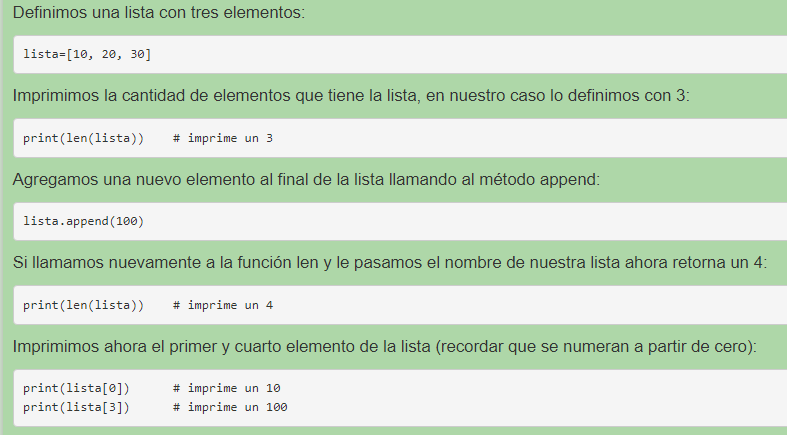 Definimos una lista con tres elementos:
lista=[10, 20, 30]
Imprimimos la cantidad de elementos que tiene la lista, en nuestro caso lo definimos con 3:
print(len(lista))    # imprime un 3
Agregamos una nuevo elemento al final de la lista llamando al método append:
lista.append(100)
Si llamamos nuevamente a la función len y le pasamos el nombre de nuestra lista ahora retorna un 4:
print(len(lista))    # imprime un 4
Imprimimos ahora el primer y cuarto elemento de la lista (recordar que se numeran a partir de cero):
print(lista[0])      # imprime un 10
print(lista[3])      # imprime un 100